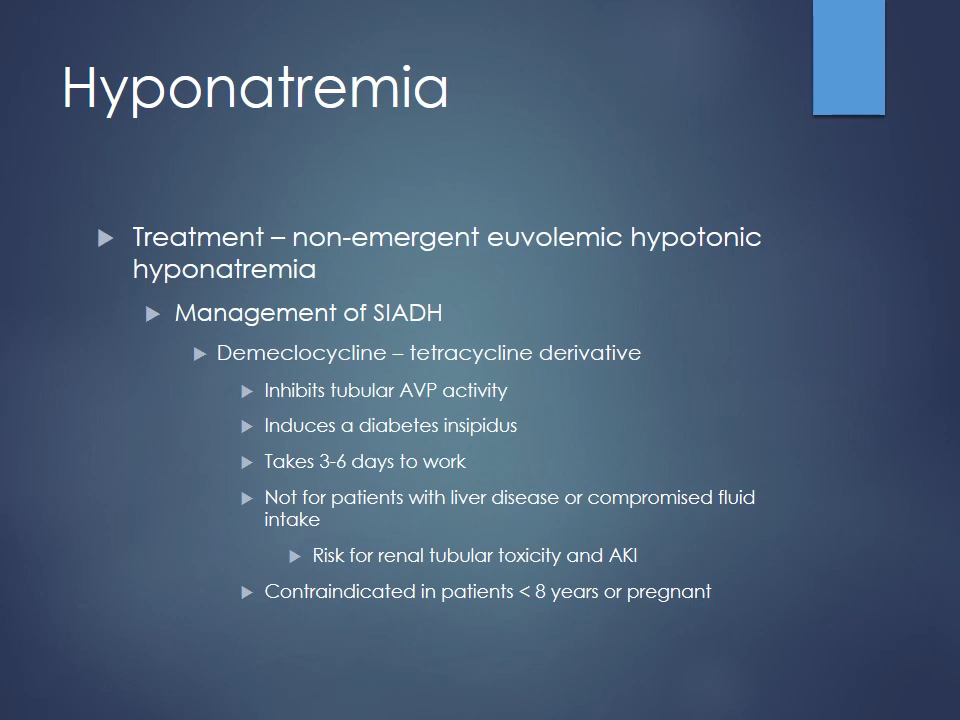 Hyponatremia
Treatment – non-emergent euvolemic hypotonic
hyponatremia
Management of SIADH
Demeclocycline – tetracycline derivative
Inhibits tubular AVP activity
Induces a diabetes insipidus
Takes 3-6 days to work
Not for patients with liver disease or compromised fluid
intake
Risk for renal tubular toxicity and AKI
Contraindicated in patients < 8 years or pregnant